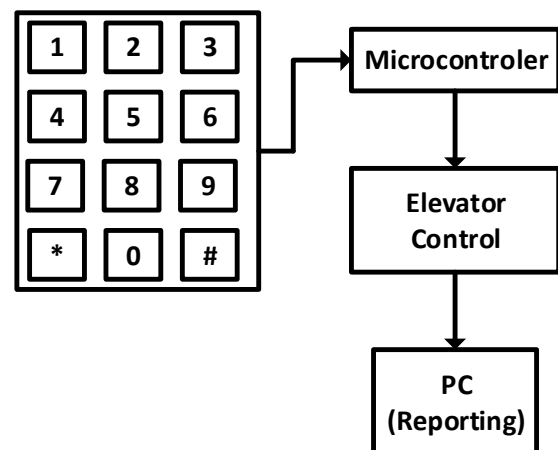 1 2 3
4 5 6
7 8 9
* 0 #
Microcontroler
Elevator
Control
PC
(Reporting)